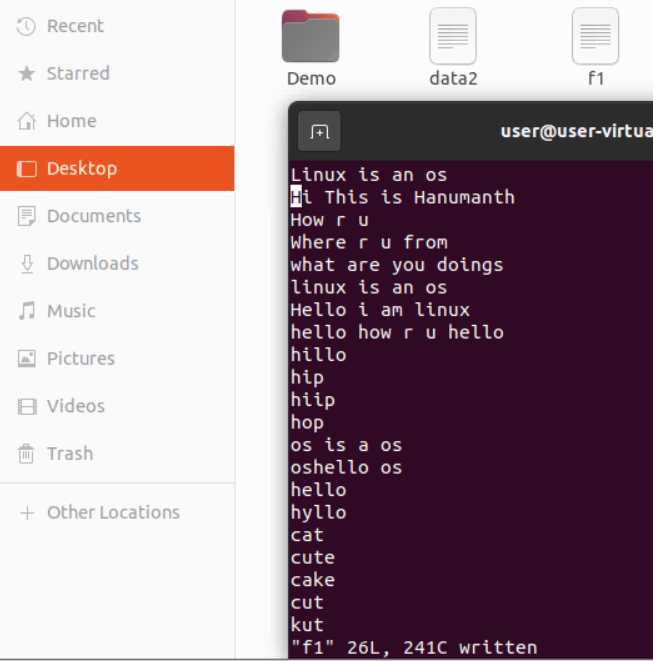 Recent
Starred
Home
Desktop
Documents
Downloads
Music
Pictures
Videos
Trash
Other Locations
Demo
data2
f1
user@user-virtua
Linux is an os
Hi This is Hanumanth
How r u
Where r u from
what are you doings
linux is an os
Hello i am linux
hello how r u hello
hillo
hip
hiip
hop
os is a os
oshello os
hello
hyllo
cat
cute
cake
cut
kut
"f1" 26L, 241C written